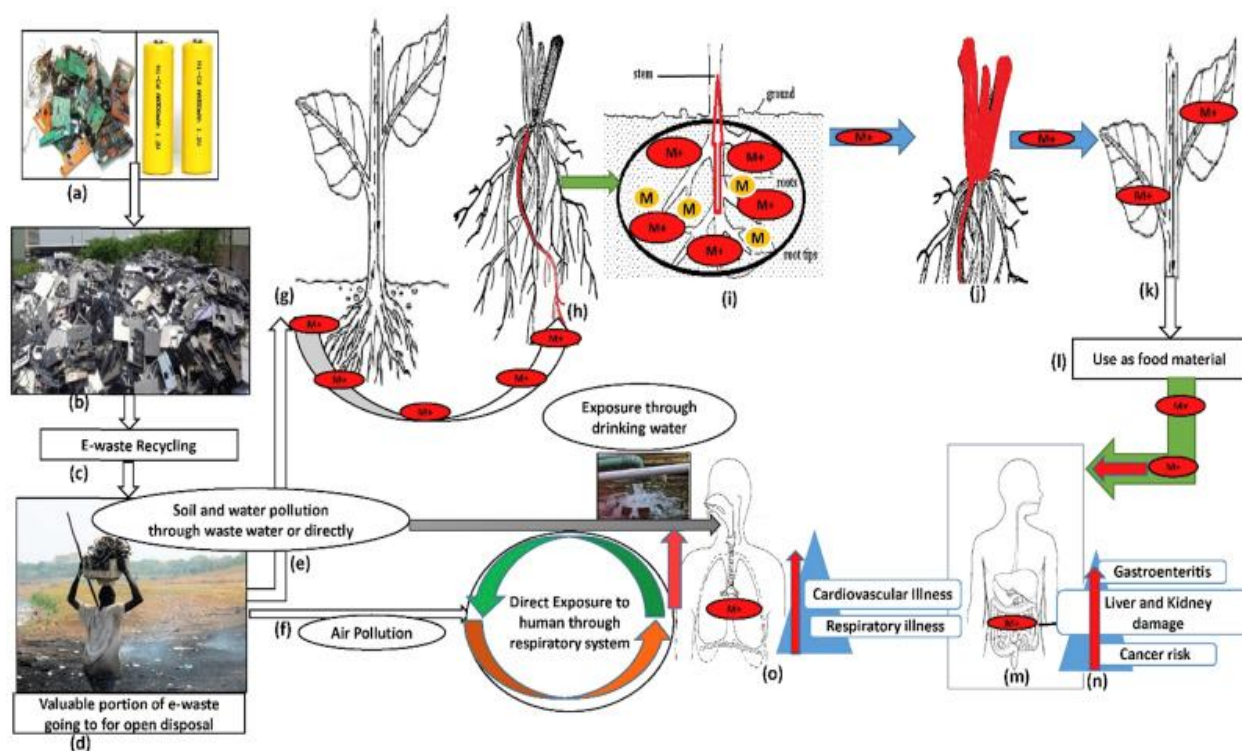 (a)
(b)
E-waste Recycling
(c)
Valuable portion of e-waste
going to for open disposal
(d)
Soil and water pollution
through waste water or directly
(e)
(f)
Air Pollution
(g)
M+
M+
M+
M+
M+
(h)
stem
ground
M+
M+
M
M
M
roots
M+
M+
M+
M
root tips
(i)
M+
(j)
M+
M+
M+
(k)
(l)
Use as food material
M+
M+
Exposure through
drinking water
Direct Exposure to
human through
respiratory system
M+
(o)
Cardiovascular Illness
Respiratory illness
M+
(m)
Gastroenteritis
Liver and Kidney
damage
Cancer risk
(n)